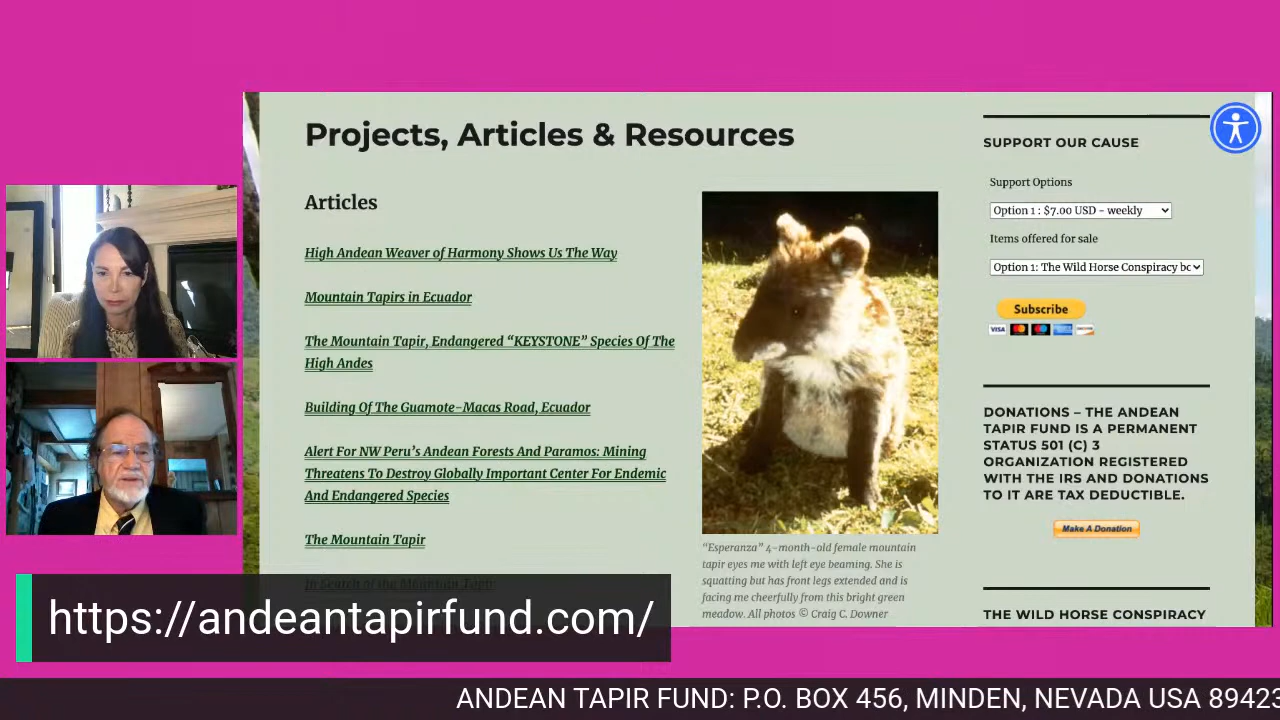 Projects, Articles & Resources
Articles
High Andean Weaver of Harmony Shows Us The Way
Mountain Tapirs in Ecuador
The Mountain Tapir, Endangered “KEYSTONE” Species Of The
High Andes
Building Of The Guamote-Macas Road, Ecuador
Alert For NW Peru’s Andean Forests And Paramos: Mining
Threatens To Destroy Globally Important Center For Endemic
And Endangered Species
The Mountain Tapir
In Search of the Mountain Tapir
“Esperanza” 4-month-old female mountain
tapir eyes me with left eye beaming. She is
squatting but has front legs extended and is
facing me cheerfully from this bright green
meadow. All photos © Craig C. Downer
SUPPORT OUR CAUSE
Support Options
Option 1 : $7.00 USD - weekly
Items offered for sale
Option 1: The Wild Horse Conspiracy bc
Subscribe
VISA
DONATIONS – THE ANDEAN
TAPIR FUND IS A PERMANENT
STATUS 501 (C) 3
ORGANIZATION REGISTERED
WITH THE IRS AND DONATIONS
TO IT ARE TAX DEDUCTIBLE.
Make A Donation
THE WILD HORSE CONSPIRACY
https://andeantapirfund.com/
ANDEAN TAPIR FUND: P.O. BOX 456, MINDEN, NEVADA USA 89423